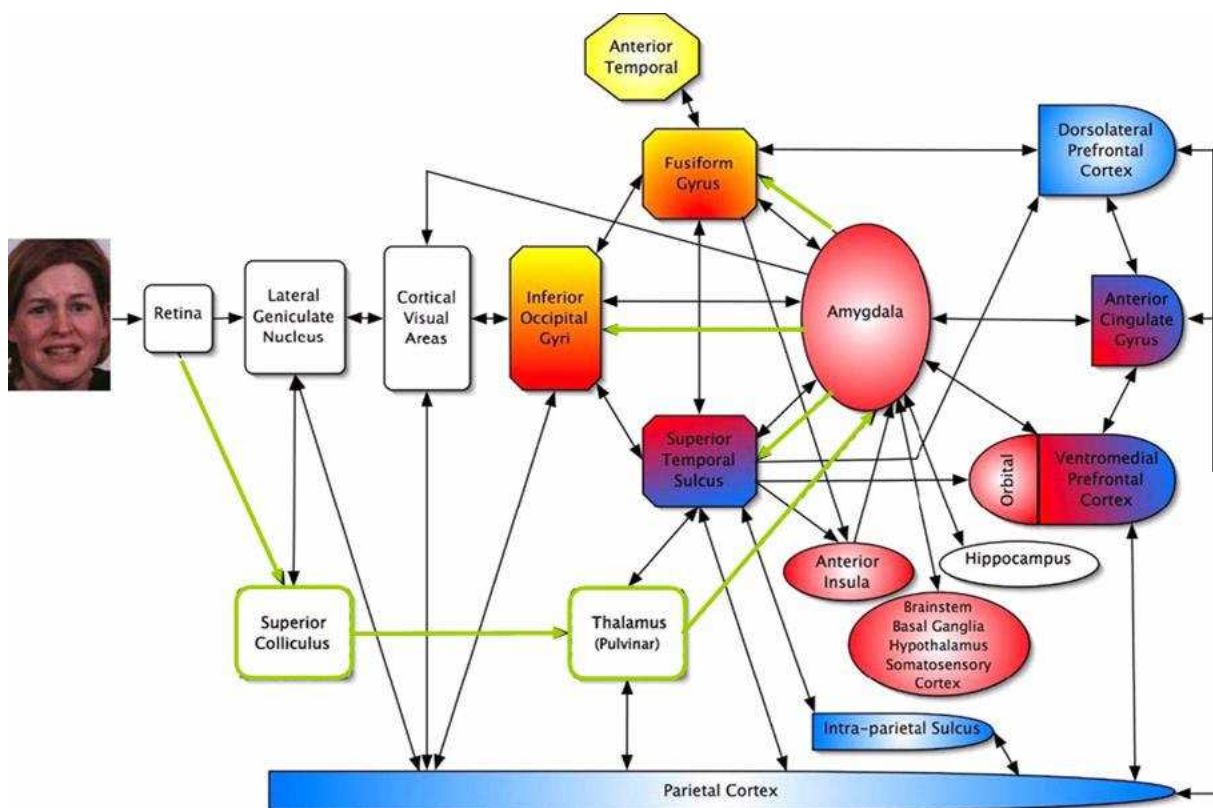 Anterior
Temporal
Fusiform
Gyrus
Dorsolateral
Prefrontal
Cortex
Retina
Lateral
Geniculate
Nucleus
Cortical
Visual
Areas
Inferior
Occipital
Gyri
Amygdala
Anterior
Cingulate
Gyrus
Superior
Temporal
Sulcus
Orbital
Ventromedial
Prefrontal
Cortex
Anterior
Insula
Hippocampus
Brainstem
Basal Ganglia
Hypothalamus
Somatosensory
Cortex
Superior
Colliculus
Thalamus
(Pulvinar)
Intra-parietal Sulcus
Parietal Cortex